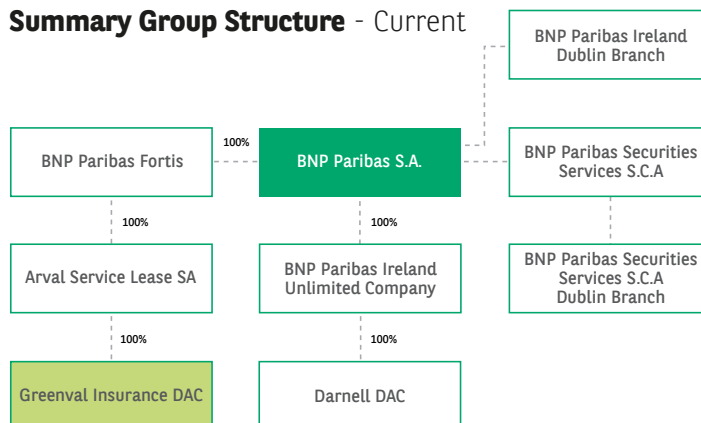 Summary Group Structure - Current
BNP Paribas Ireland
Dublin Branch
BNP Paribas Fortis
100%
BNP Paribas S.A.
BNP Paribas Securities
Services S.C.A
100%
100%
Arval Service Lease SA
BNP Paribas Ireland
Unlimited Company
BNP Paribas Securities
Services S.C.A
Dublin Branch
100%
100%
Greenval Insurance DAC
Darnell DAC